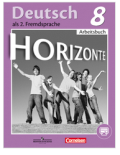 Deutsch 8
als 2. Fremdsprache
Arbeitsbuch
HORIZONTE
Cornelsen